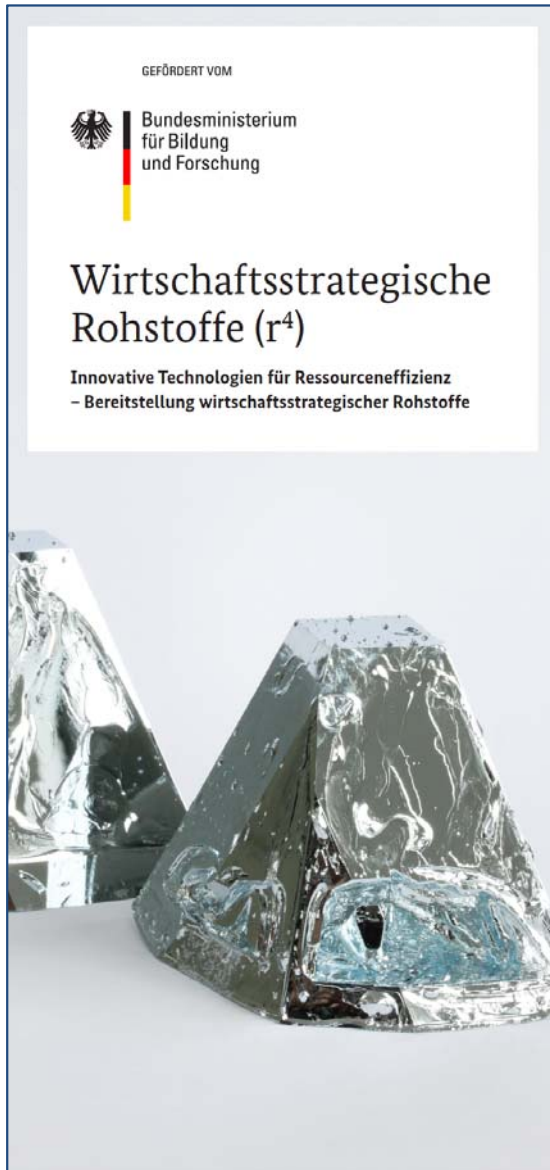 GEFÖRDERT VOM
Bundesministerium
für Bildung
und Forschung
Wirtschaftsstrategische
Rohstoffe (r⁴)
Innovative Technologien für Ressourceneffizienz
– Bereitstellung wirtschaftsstrategischer Rohstoffe